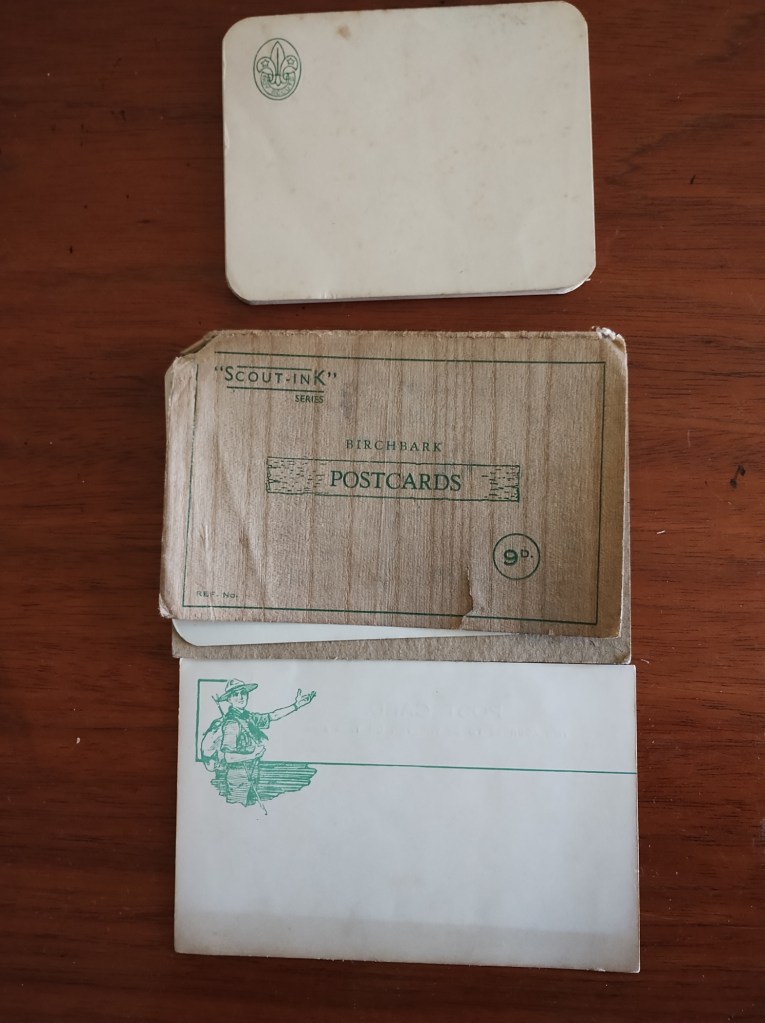 "SCOUT-INK"
SERIES
BIRCHBARK
POSTCARDS
9D.
REF. No.